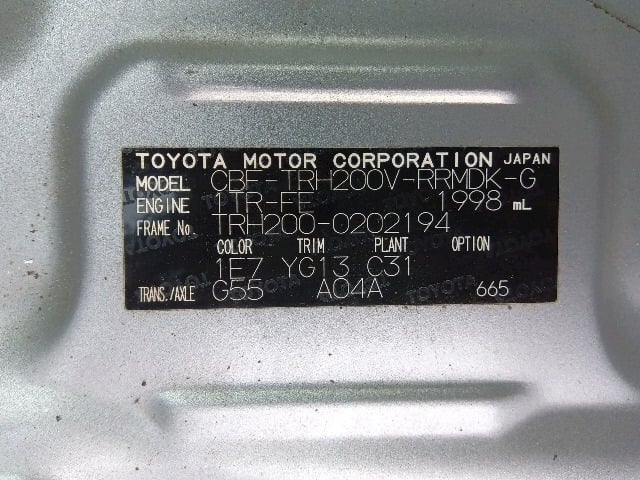 TOYOTA MOTOR CORPORATION JAPAN
MODEL CBF-TRH200V-RRMDK-G
ENGINE 1TR-FE 1998 mL
FRAME No. TRH200-0202194
COLOR TRIM PLANT OPTION
1E7 YG13 C31
TRANS./AXLE G55 A04A 665